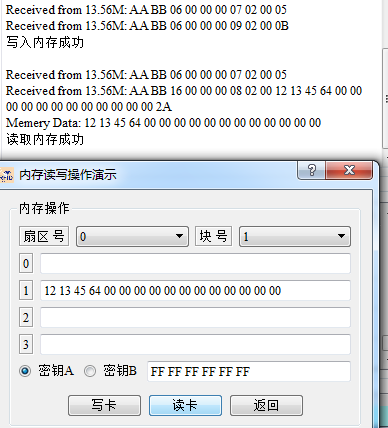 Received from 13.56M: AA BB 06 00 00 00 07 02 00 05
Received from 13.56M: AA BB 06 00 00 00 09 02 00 0B
写入内存成功
Received from 13.56M: AA BB 06 00 00 00 07 02 00 05
Received from 13.56M: AA BB 16 00 00 00 08 02 00 12 13 45 64 00 00
00 00 00 00 00 00 00 00 00 00 2A
Memery Data: 12 13 45 64 00 00 00 00 00 00 00 00 00 00 00 00
读取内存成功
内存读写操作演示
内存操作
扇区号 0 块号 1
0
1 12 13 45 64 00 00 00 00 00 00 00 00 00 00 00 00
2
3
密钥A 密钥B FF FF FF FF FF FF
写卡 读卡 返回